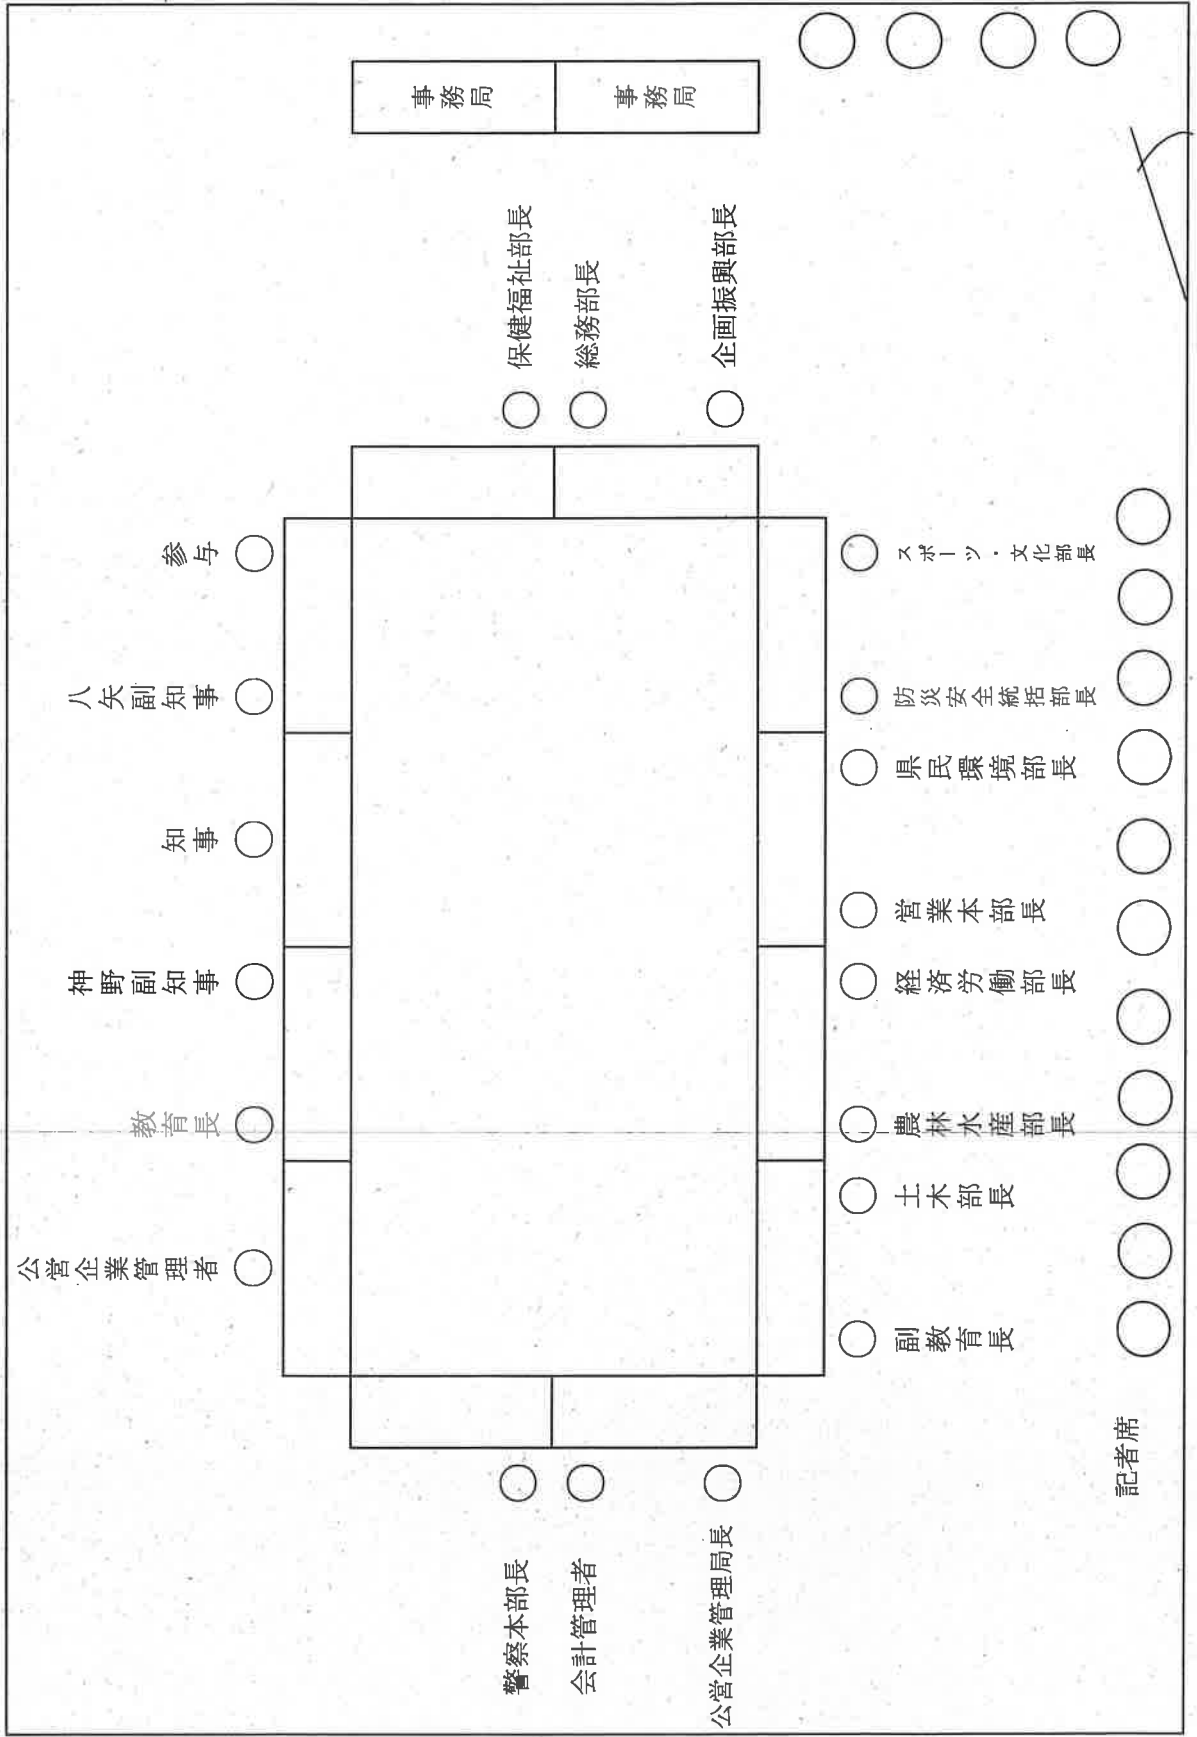 事務局
事務局
保健福祉部長
総務部長
企画振興部長
参与
八矢副知事
知事
神野副知事
教育長
公営企業管理者
スポーツ・文化部長
防災安全統括部長
県民環境部長
営業本部長
経済労働部長
農林水産部長
土木部長
副教育長
警察本部長
会計管理者
公営企業管理局長
記者席